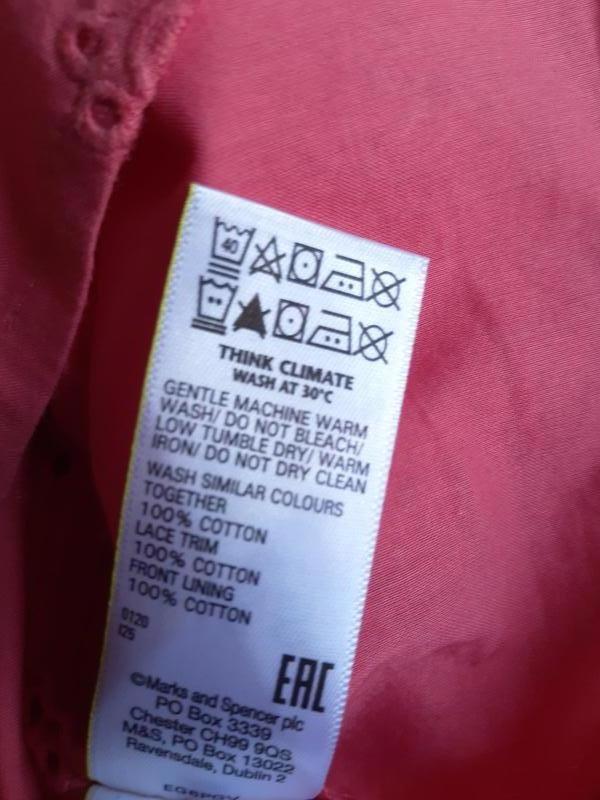 40
THINK CLIMATE
WASH AT 30°C
GENTLE MACHINE WARM
WASH/ DO NOT BLEACH/
LOW TUMBLE DRY/ WARM
IRON/ DO NOT DRY CLEAN
WASH SIMILAR COLOURS
TOGETHER
100% COTTON
LACE TRIM
100% COTTON
FRONT LINING
100% COTTON
0120
I25
EAC
©Marks and Spencer plc
PO Box 3339
Chester CH99 9QS
M&S, PO Box 13022
Ravensdale, Dublin 2